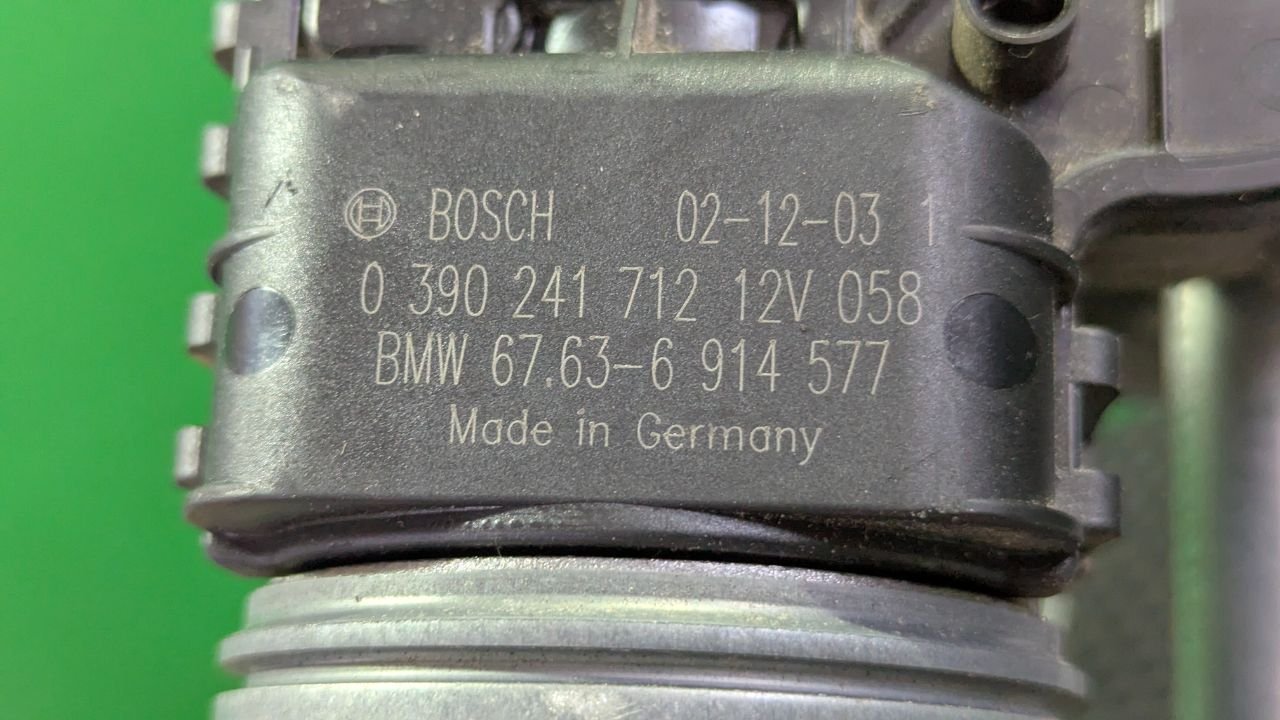 BOSCH 02-12-03 1
0 390 241 712 12V 058
BMW 67.63-6 914 577
Made in Germany